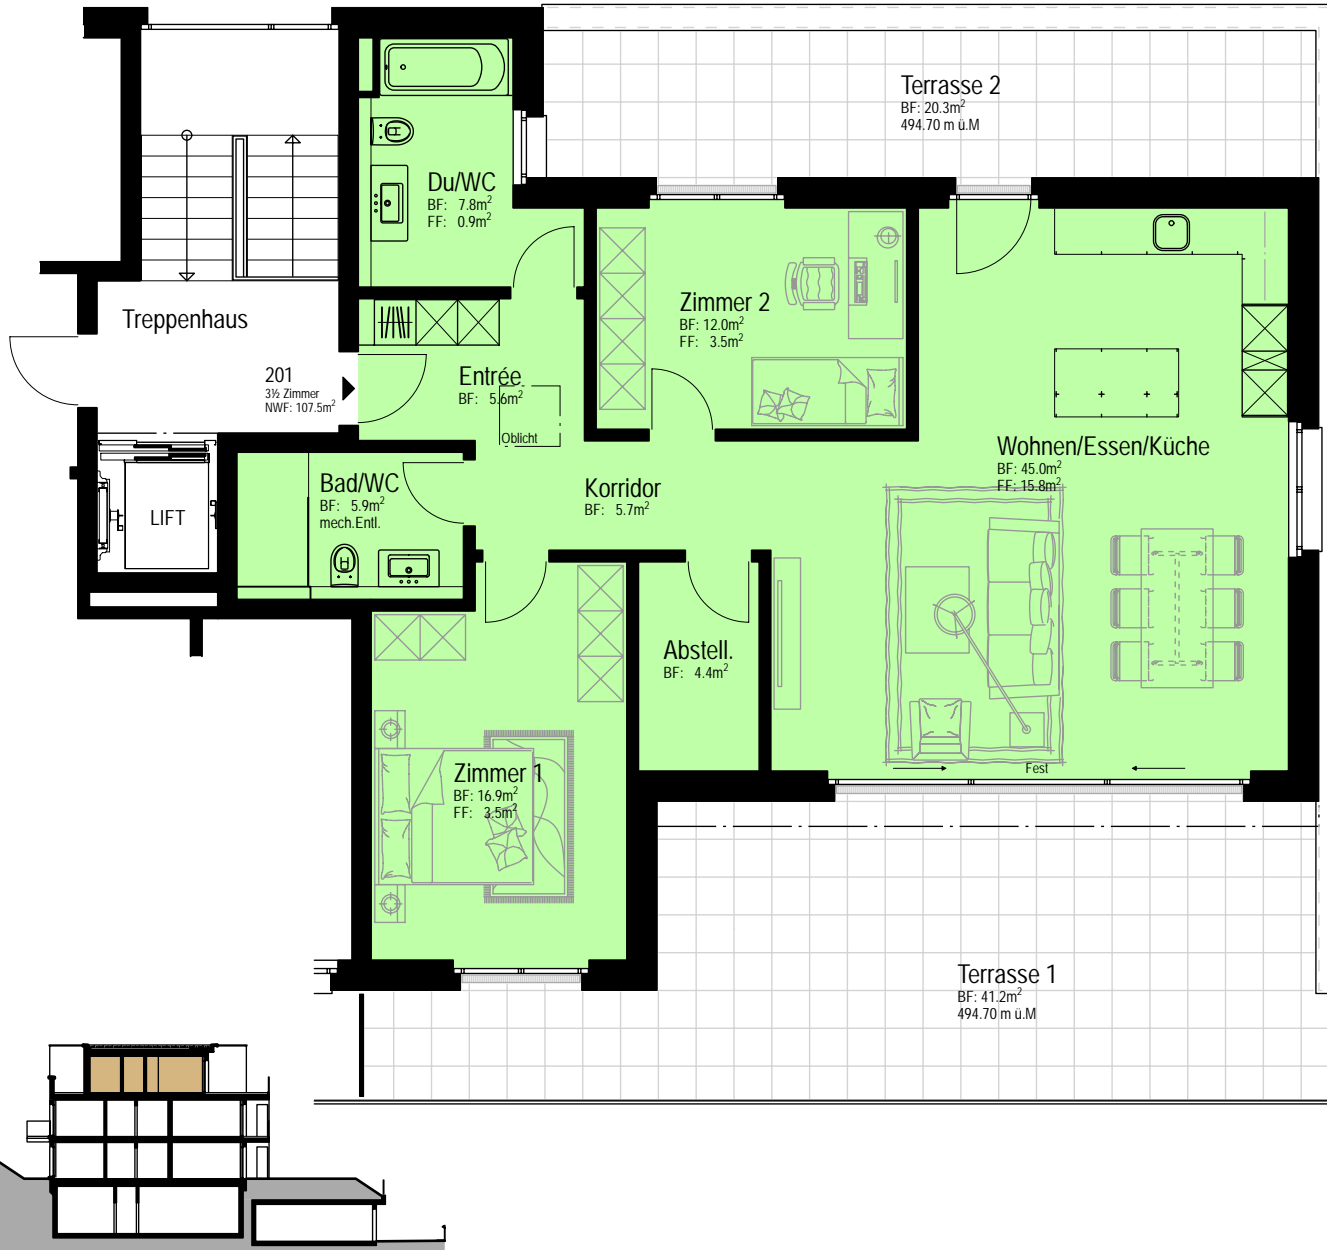 Terrasse 2
BF: 20.3m²
494.70 m ü.M
Du/WC
BF: 7.8m²
FF: 0.9m²
Zimmer 2
BF: 12.0m²
FF: 3.5m²
Treppenhaus
201
3½ Zimmer
NWF: 107.5m²
Entrée
BF: 5.6m²
Oblicht
Wohnen/Essen/Küche
BF: 45.0m²
FF: 15.8m²
Bad/WC
BF: 5.9m²
mech.Entl.
Korridor
BF: 5.7m²
LIFT
Abstell.
BF: 4.4m²
Zimmer 1
BF: 16.9m²
FF: 3.5m²
Fest
Terrasse 1
BF: 41.2m²
494.70 m ü.M